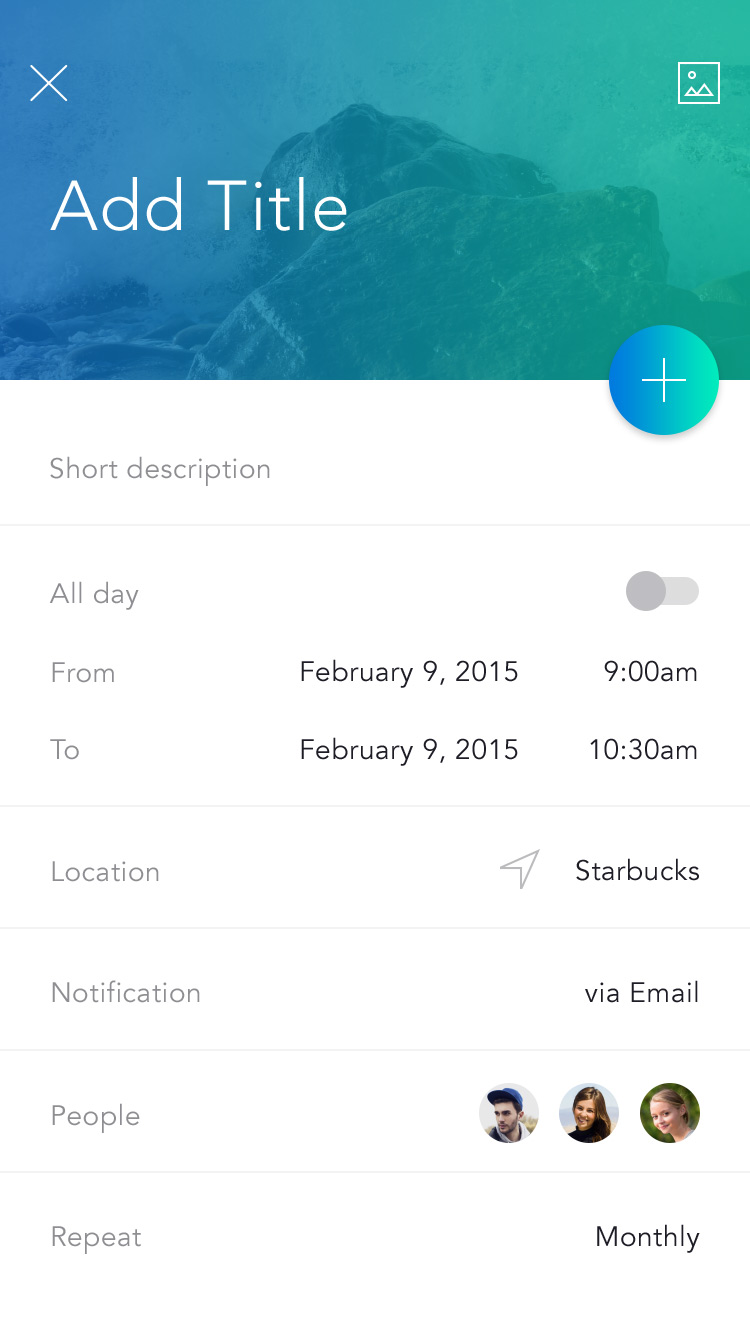 Add Title
Short description
All day
From February 9, 2015 9:00am
To February 9, 2015 10:30am
Location Starbucks
Notification via Email
People
Repeat Monthly